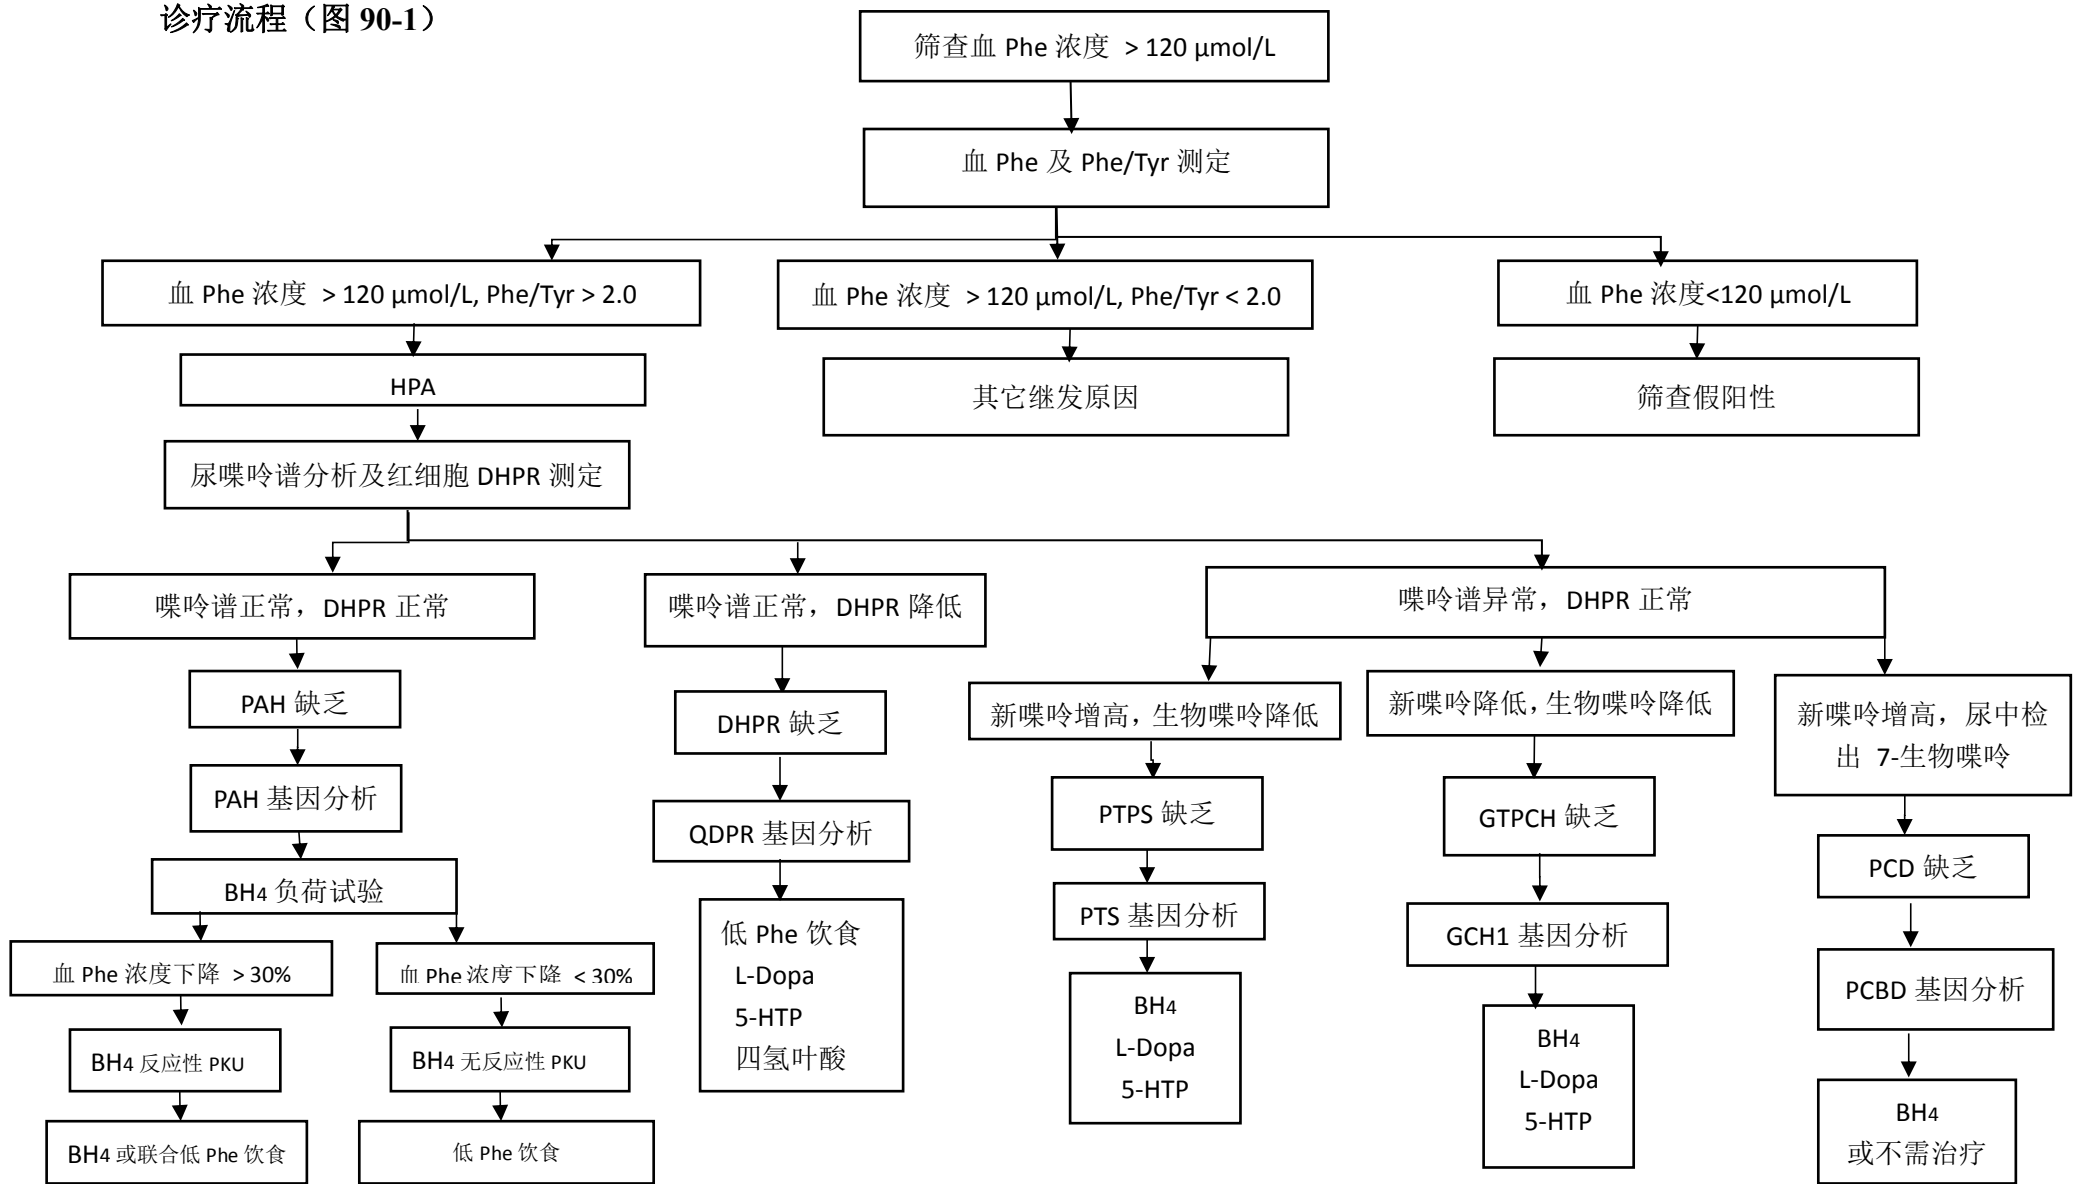 诊疗流程（图 90-1）
筛查血 Phe 浓度 > 120 μmol/L
血 Phe 及 Phe/Tyr 测定
血 Phe 浓度 > 120 μmol/L, Phe/Tyr > 2.0
血 Phe 浓度 > 120 μmol/L, Phe/Tyr < 2.0
血 Phe 浓度<120 μmol/L
HPA
其它继发原因
筛查假阳性
尿喋呤谱分析及红细胞 DHPR 测定
喋呤谱正常，DHPR 正常
喋呤谱正常，DHPR 降低
喋呤谱异常，DHPR 正常
PAH 缺乏
DHPR 缺乏
新喋呤增高，生物喋呤降低
新喋呤降低，生物喋呤降低
新喋呤增高，尿中检
出 7-生物喋呤
PAH 基因分析
QDPR 基因分析
PTPS 缺乏
GTPCH 缺乏
PCD 缺乏
BH4 负荷试验
PTS 基因分析
GCH1 基因分析
PCBD 基因分析
血 Phe 浓度下降 > 30%
血 Phe 浓度下降 < 30%
低 Phe 饮食
L-Dopa
5-HTP
四氢叶酸
BH4
L-Dopa
5-HTP
BH4
L-Dopa
5-HTP
BH4
或不需治疗
BH4 反应性 PKU
BH4 无反应性 PKU
BH4 或联合低 Phe 饮食
低 Phe 饮食